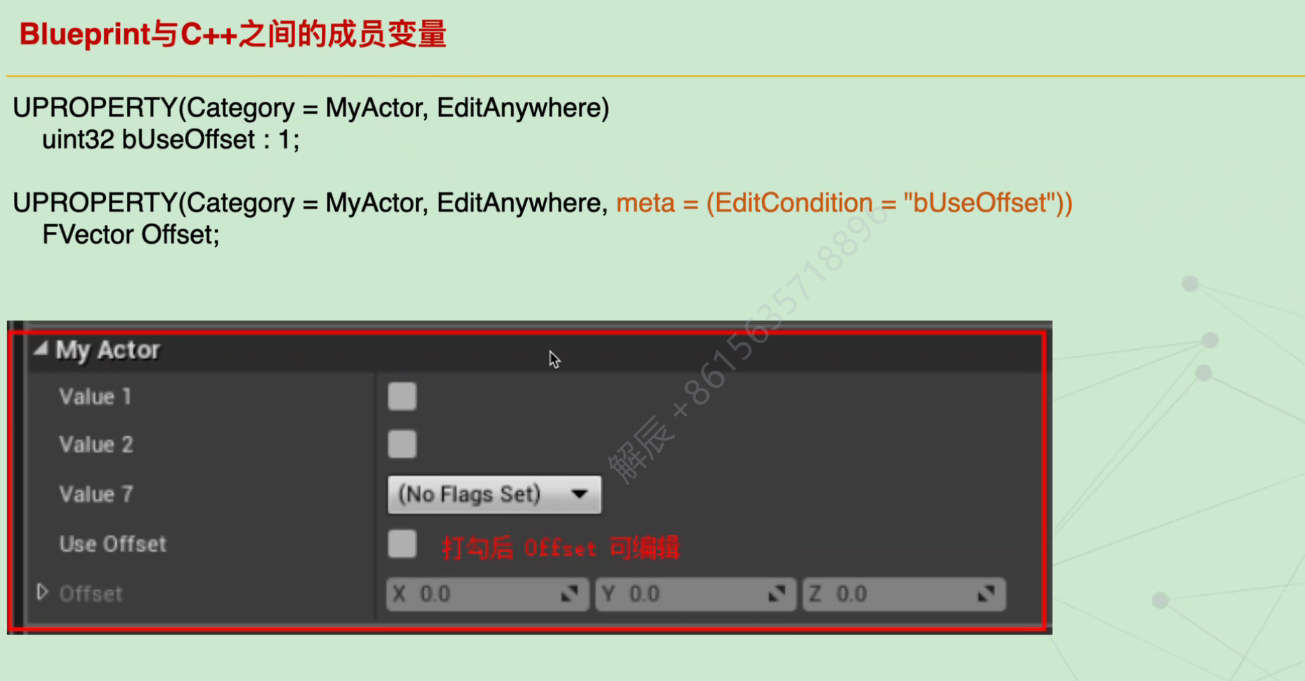 Blueprint与C++之间的成员变量
UPROPERTY(Category = MyActor, EditAnywhere)
uint32 bUseOffset : 1;
UPROPERTY(Category = MyActor, EditAnywhere, meta = (EditCondition = "bUseOffset"))
FVector Offset;
My Actor
Value 1
Value 2
Value 7 (No Flags Set)
Use Offset 打勾后 Offset 可编辑
Offset X 0.0 Y 0.0 Z 0.0
解辰 +8615635718896